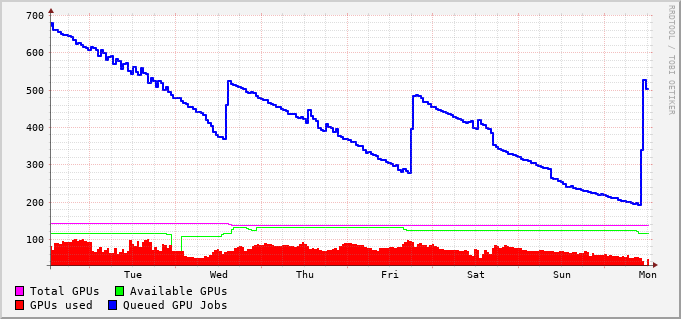 700
600
500
400
300
200
100
Tue Wed Thu Fri Sat Sun Mon
Total GPUs Available GPUs
GPUs used Queued GPU Jobs
RRDTOOL / TOBI OETIKER